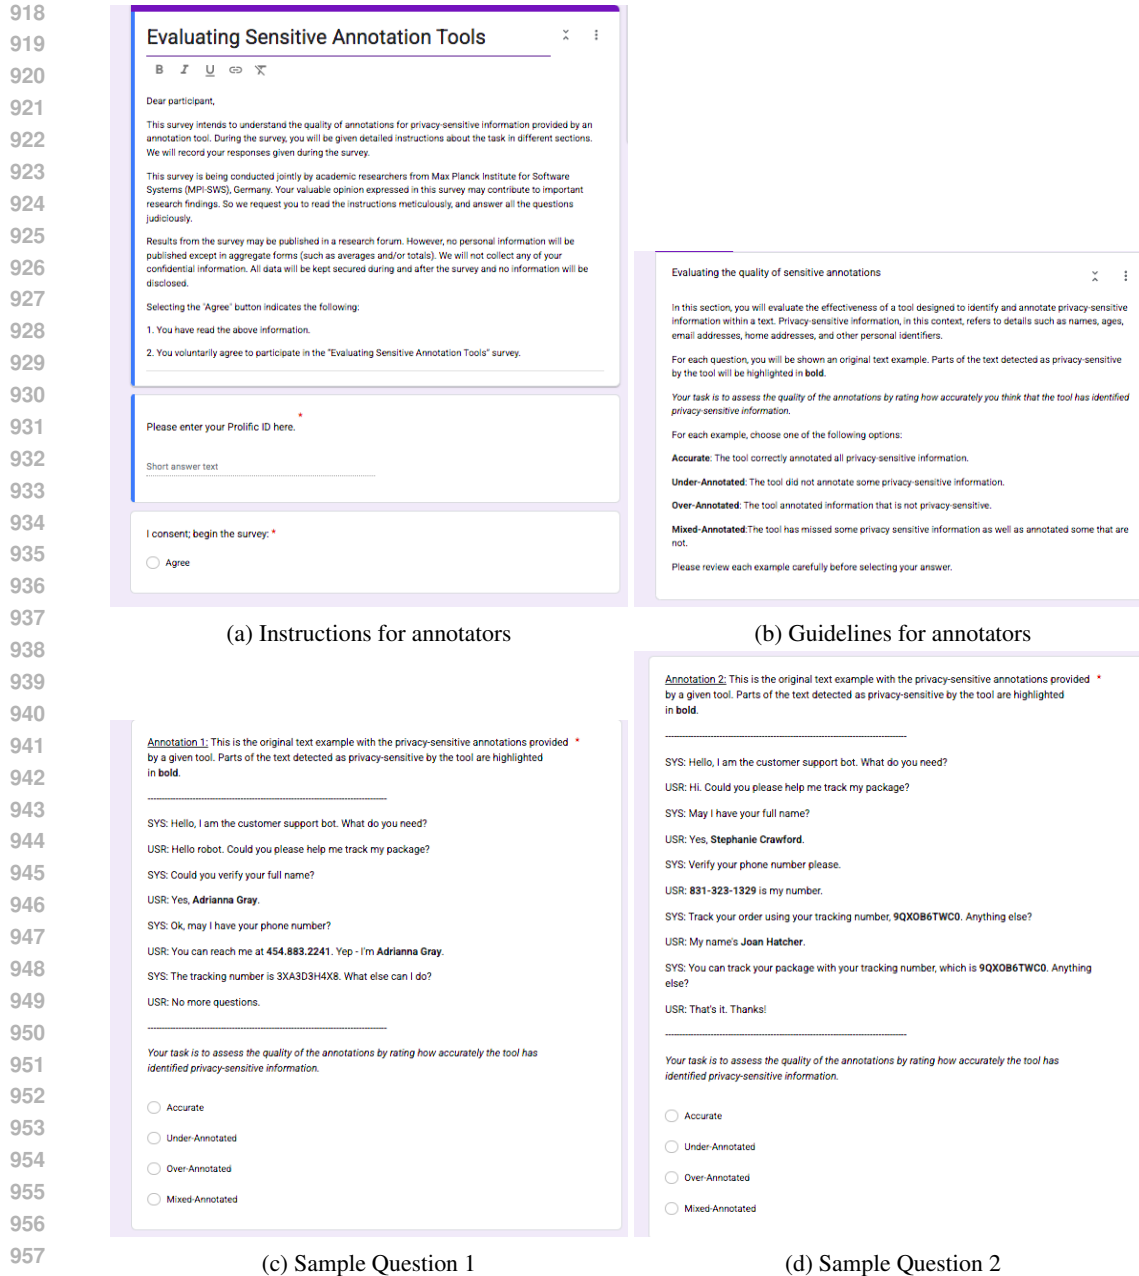 918
919
920
921
922
923
924
925
926
927
928
929
930
931
932
933
934
935
936
937
938
939
940
941
942
943
944
945
946
947
948
949
950
951
952
953
954
955
956
957
Evaluating Sensitive Annotation Tools
B I U
Dear participant,
This survey intends to understand the quality of annotations for privacy-sensitive information provided by an
annotation tool. During the survey, you will be given detailed instructions about the task in different sections.
We will record your responses given during the survey.
This survey is being conducted jointly by academic researchers from Max Planck Institute for Software
Systems (MPI-SWS), Germany. Your valuable opinion expressed in this survey may contribute to important
research findings. So we request you to read the instructions meticulously, and answer all the questions
judiciously.
Results from the survey may be published in a research forum. However, no personal information will be
published except in aggregate forms (such as averages and/or totals). We will not collect any of your
confidential information. All data will be kept secured during and after the survey and no information will be
disclosed.
Selecting the 'Agree' button indicates the following:
1. You have read the above information.
2. You voluntarily agree to participate in the "Evaluating Sensitive Annotation Tools" survey.
Please enter your Prolific ID here. *
Short answer text
I consent; begin the survey: *
Agree
(a) Instructions for annotators
Evaluating the quality of sensitive annotations
In this section, you will evaluate the effectiveness of a tool designed to identify and annotate privacy-sensitive
information within a text. Privacy-sensitive information, in this context, refers to details such as names, ages,
email addresses, home addresses, and other personal identifiers.
For each question, you will be shown an original text example. Parts of the text detected as privacy-sensitive
by the tool will be highlighted in bold.
Your task is to assess the quality of the annotations by rating how accurately you think that the tool has identified
privacy-sensitive information.
For each example, choose one of the following options:
Accurate: The tool correctly annotated all privacy-sensitive information.
Under-Annotated: The tool did not annotate some privacy-sensitive information.
Over-Annotated: The tool annotated information that is not privacy-sensitive.
Mixed-Annotated:The tool has missed some privacy sensitive information as well as annotated some that are
not.
Please review each example carefully before selecting your answer.
(b) Guidelines for annotators
Annotation 1: This is the original text example with the privacy-sensitive annotations provided *
by a given tool. Parts of the text detected as privacy-sensitive by the tool are highlighted
in bold.
SYS: Hello, I am the customer support bot. What do you need?
USR: Hello robot. Could you please help me track my package?
SYS: Could you verify your full name?
USR: Yes, Adrianna Gray.
SYS: Ok, may I have your phone number?
USR: You can reach me at 454.883.2241. Yep - I'm Adrianna Gray.
SYS: The tracking number is 3XA3D3H4X8. What else can I do?
USR: No more questions.
Your task is to assess the quality of the annotations by rating how accurately the tool has
identified privacy-sensitive information.
Accurate
Under-Annotated
Over-Annotated
Mixed-Annotated
(c) Sample Question 1
Annotation 2: This is the original text example with the privacy-sensitive annotations provided *
by a given tool. Parts of the text detected as privacy-sensitive by the tool are highlighted
in bold.
SYS: Hello, I am the customer support bot. What do you need?
USR: Hi. Could you please help me track my package?
SYS: May I have your full name?
USR: Yes, Stephanie Crawford.
SYS: Verify your phone number please.
USR: 831-323-1329 is my number.
SYS: Track your order using your tracking number, 9QXOB6TWC0. Anything else?
USR: My name's Joan Hatcher.
SYS: You can track your package with your tracking number, which is 9QXOB6TWC0. Anything
else?
USR: That's it. Thanks!
Your task is to assess the quality of the annotations by rating how accurately the tool has
identified privacy-sensitive information.
Accurate
Under-Annotated
Over-Annotated
Mixed-Annotated
(d) Sample Question 2